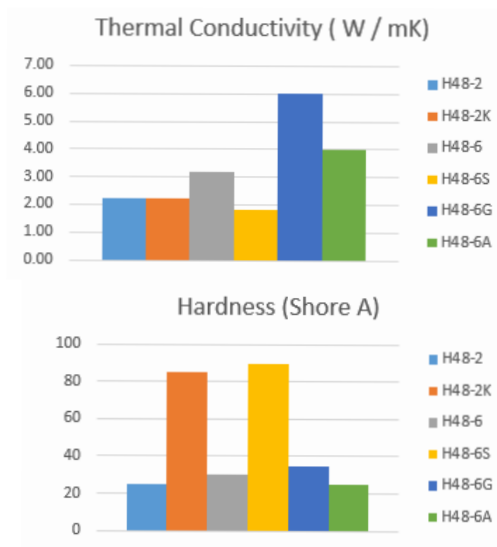 Thermal Conductivity ( W / mK)
7.00
6.00
5.00
4.00
3.00
2.00
1.00
0.00
H48-2
H48-2K
H48-6
H48-6S
H48-6G
H48-6A
Hardness (Shore A)
100
80
60
40
20
0
H48-2
H48-2K
H48-6
H48-6S
H48-6G
H48-6A